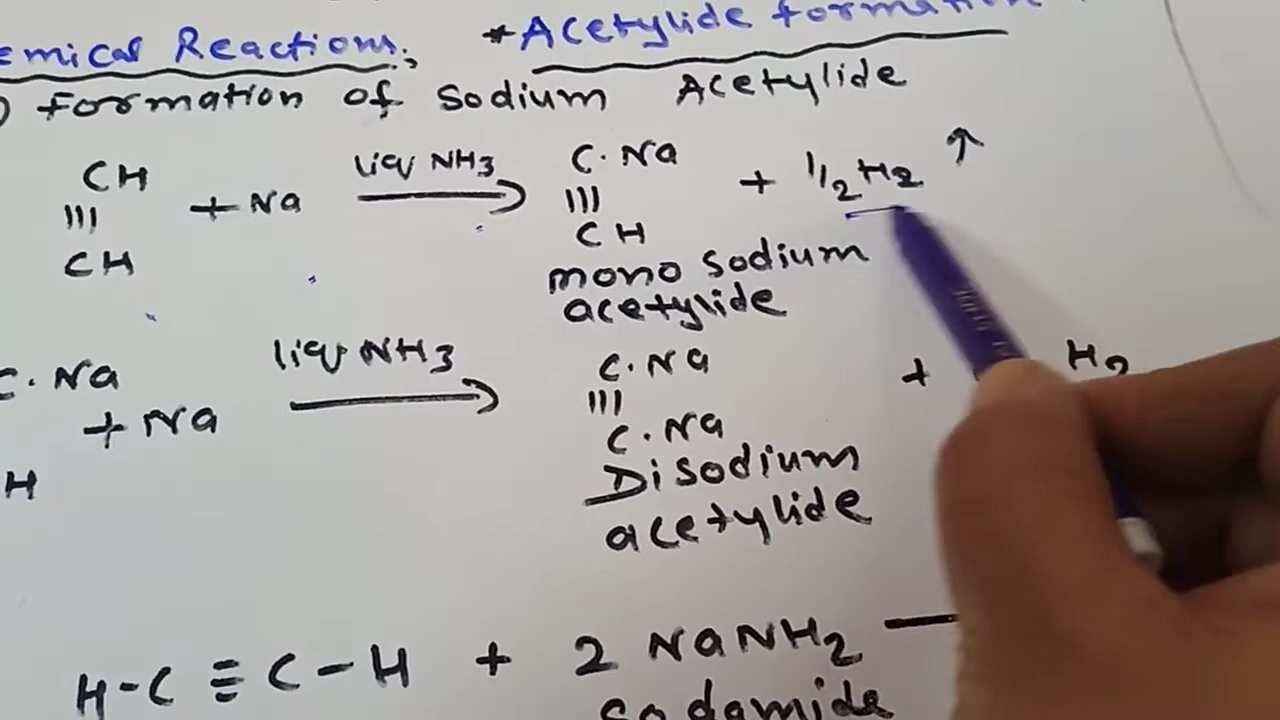 emical Reactions: *Acetylide formation
) Formation of Sodium Acetylide
CH + Na liq NH3 → C·Na + 1/2 H2 ↑
||| |||
CH CH
mono sodium
acetylide
C·Na + Na liq NH3 → C·Na + H2
||| 
H C·Na
Disodium
acetylide
H-C≡C-H + 2 NaNH2 —
sodamide